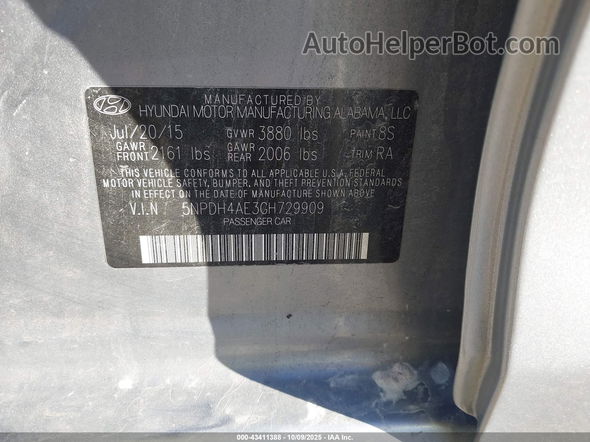 AutoHelperBot.com
MANUFACTURED BY
HYUNDAI MOTOR MANUFACTURING ALABAMA, LLC
Jul/20/15 GVWR 3880 lbs PAINT 8S
GAWR FRONT 2161 lbs GAWR REAR 2006 lbs TRIM RA
THIS VEHICLE CONFORMS TO ALL APPLICABLE U.S.A. FEDERAL
MOTOR VEHICLE SAFETY, BUMPER, AND THEFT PREVENTION
STANDARDS IN EFFECT ON THE DATE OF MANUFACTURE SHOWN ABOVE.
V.I.N 5NPDH4AE3GH729909
PASSENGER CAR
000-43411388 - 10/09/2025 - IAA Inc.